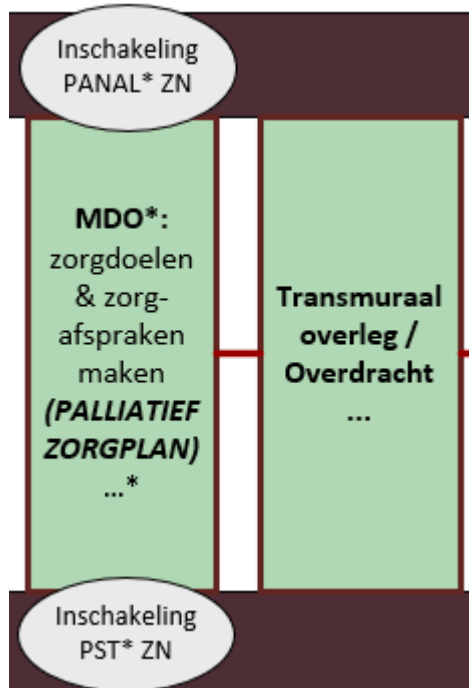 Inschakeling
PANAL* ZN
MDO*:
zorgdoelen
& zorg-
afspraken
maken
(PALLIATIEF
ZORGPLAN)
...*
Transmuraal
overleg /
Overdracht
...
Inschakeling
PST* ZN